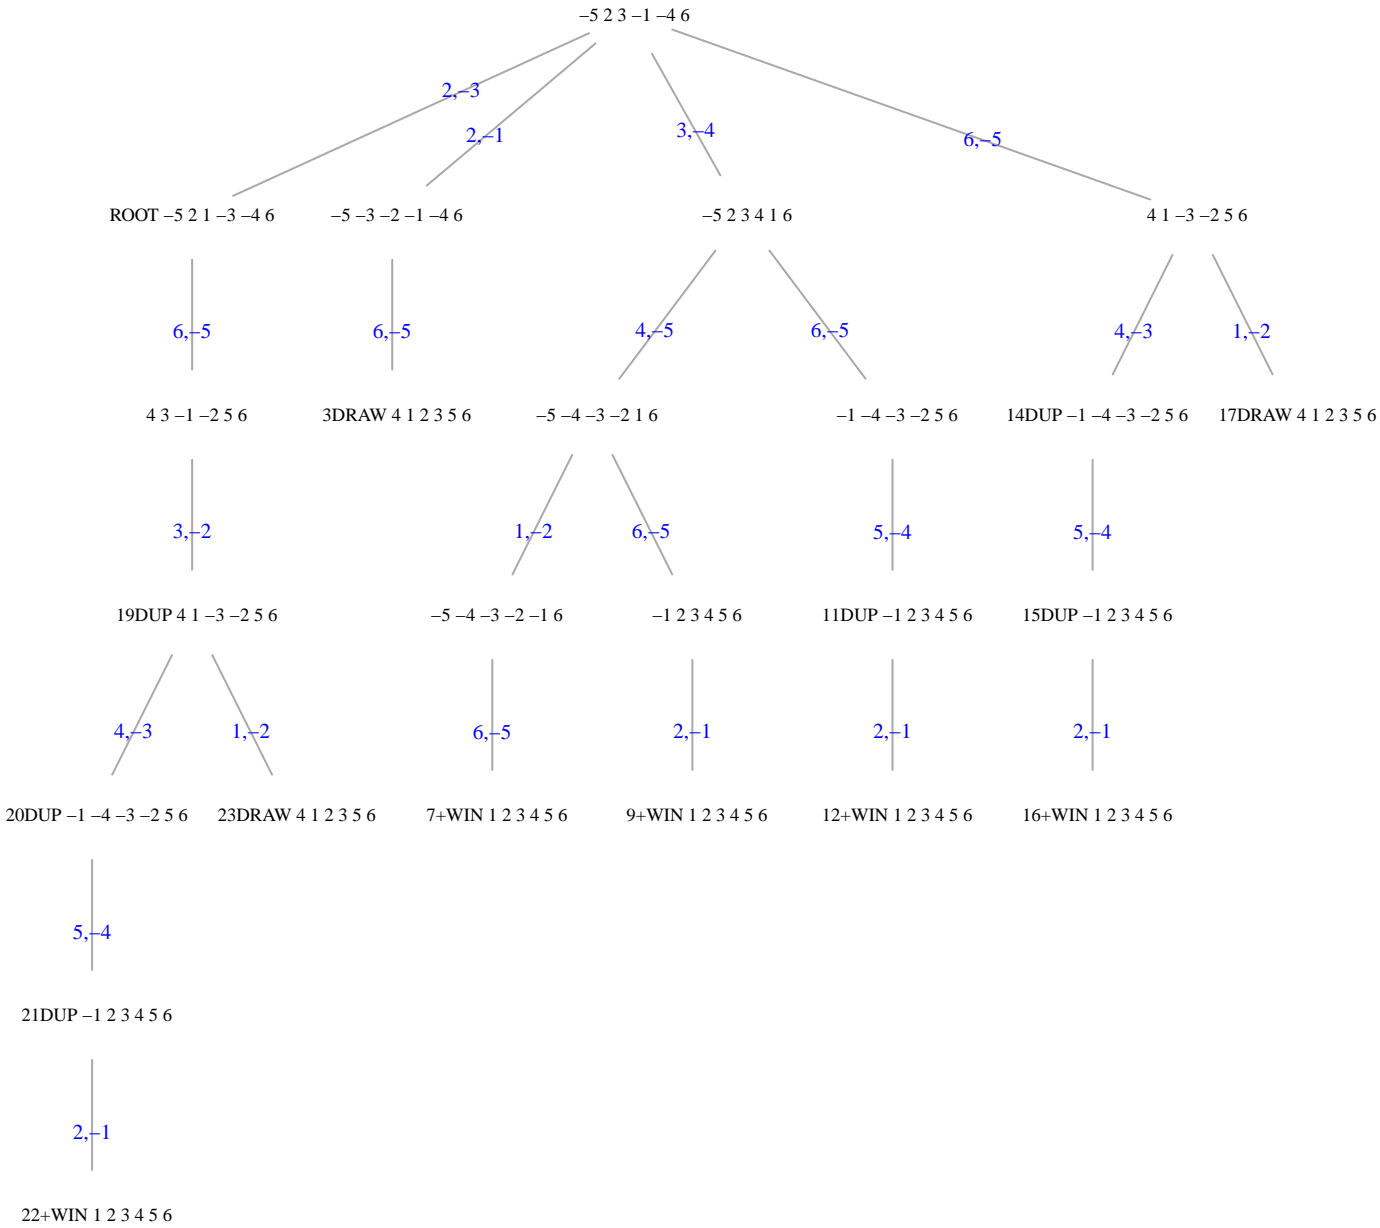 –5 2 3 –1 –4 6
2,–3
2,–1
3,–4
6,–5
ROOT –5 2 1 –3 –4 6
–5 –3 –2 –1 –4 6
–5 2 3 4 1 6
4 1 –3 –2 5 6
6,–5
6,–5
4,–5
6,–5
4,–3
1,–2
4 3 –1 –2 5 6
3DRAW 4 1 2 3 5 6
–5 –4 –3 –2 1 6
–1 –4 –3 –2 5 6
14DUP –1 –4 –3 –2 5 6
17DRAW 4 1 2 3 5 6
3,–2
1,–2
6,–5
5,–4
5,–4
19DUP 4 1 –3 –2 5 6
–5 –4 –3 –2 –1 6
–1 2 3 4 5 6
11DUP –1 2 3 4 5 6
15DUP –1 2 3 4 5 6
4,–3
1,–2
6,–5
2,–1
2,–1
2,–1
20DUP –1 –4 –3 –2 5 6
23DRAW 4 1 2 3 5 6
7+WIN 1 2 3 4 5 6
9+WIN 1 2 3 4 5 6
12+WIN 1 2 3 4 5 6
16+WIN 1 2 3 4 5 6
5,–4
21DUP –1 2 3 4 5 6
2,–1
22+WIN 1 2 3 4 5 6